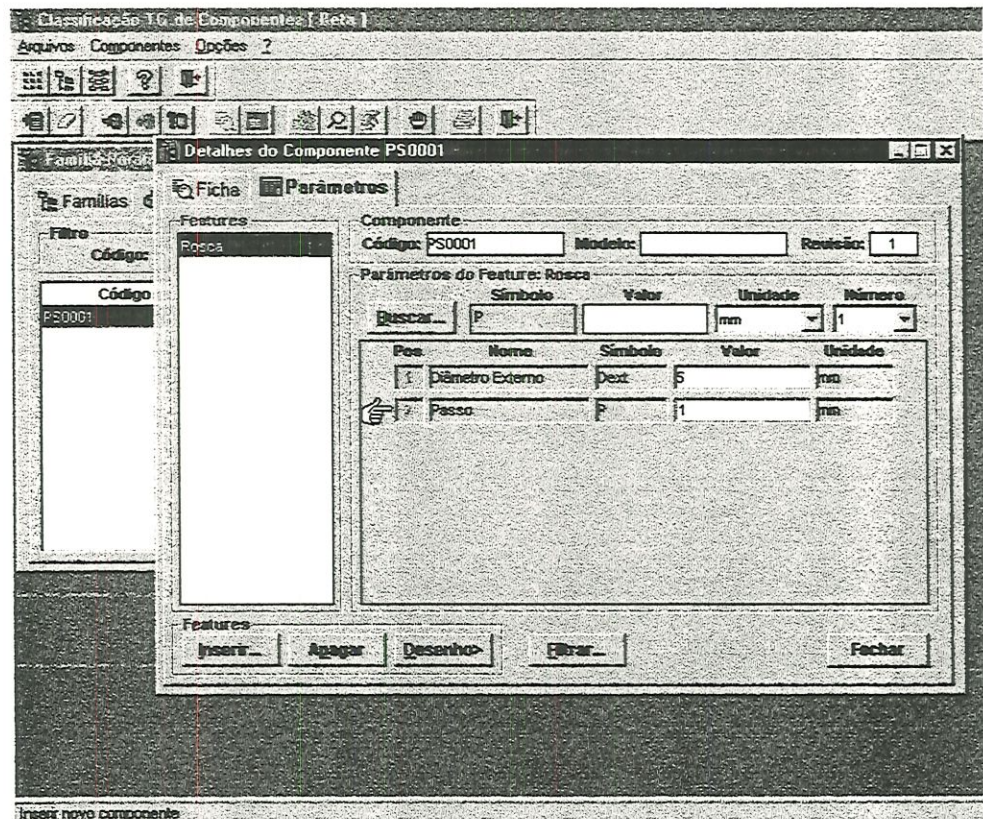 Classificação TG de Componentes [ Beta ]
Arquivos Componentes Opções ?
Detalhes do Componente PS0001
Famílias
Filtro
Código:
Código
PS0001
Ficha Parâmetros
Features
Rosca
Componente
Código: PS0001 Modelo: Revisão: 1
Parâmetros do Feature: Rosca
Símbolo Valor Unidade Número
Buscar... P mm 1
Pos Nome Símbolo Valor Unidade
1 Diâmetro Externo Dext 5 mm
2 Passo P 1 mm
Features
Inserir... Apagar Desenho> Filtrar... Fechar
Inserir novo componente